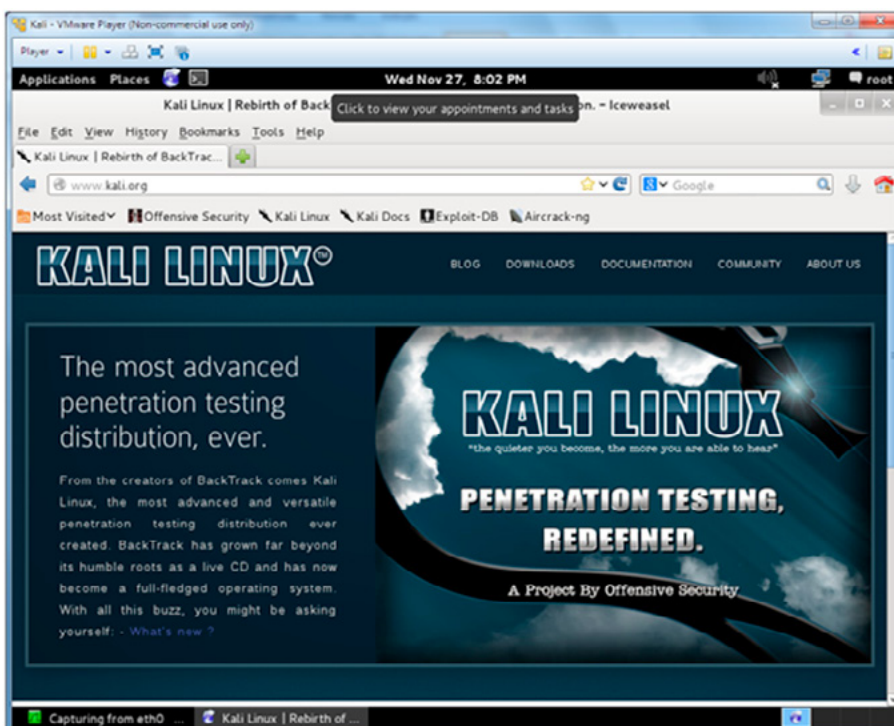 Kali - VMware Player (Non-commercial use only)
Player
Applications Places Wed Nov 27, 8:02 PM root
Kali Linux | Rebirth of Back on. - Iceweasel
Click to view your appointments and tasks
File Edit View History Bookmarks Tools Help
Kali Linux | Rebirth of BackTrac...
www.kali.org Google
Most Visited Offensive Security Kali Linux Kali Docs Exploit-DB Aircrack-ng
KALI LINUX™ BLOG DOWNLOADS DOCUMENTATION COMMUNITY ABOUT US
The most advanced
penetration testing
distribution, ever.
From the creators of BackTrack comes Kali
Linux, the most advanced and versatile
penetration testing distribution ever
created. BackTrack has grown far beyond
its humble roots as a live CD and has now
become a full-fledged operating system.
With all this buzz, you might be asking
yourself: - What's new ?
KALI LINUX
"the quieter you become, the more you are able to hear"
PENETRATION TESTING,
REDEFINED.
A Project By Offensive Security
Capturing from eth0 ... Kali Linux | Rebirth of ...